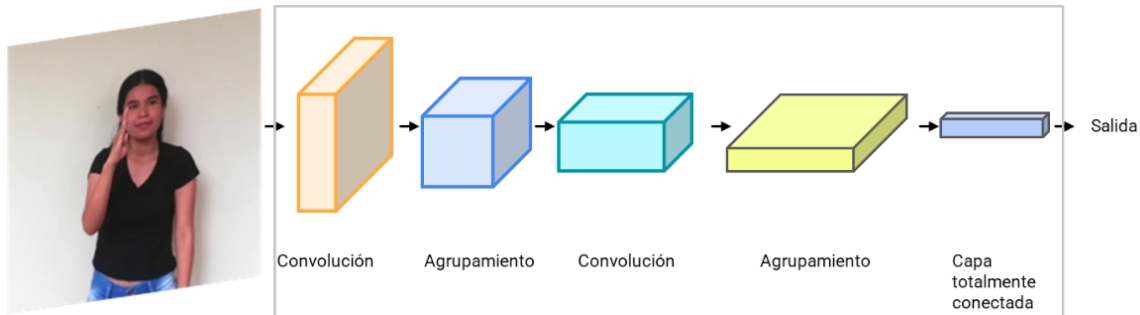 Salida
Convolución
Agrupamiento
Convolución
Agrupamiento
Capa
totalmente
conectada